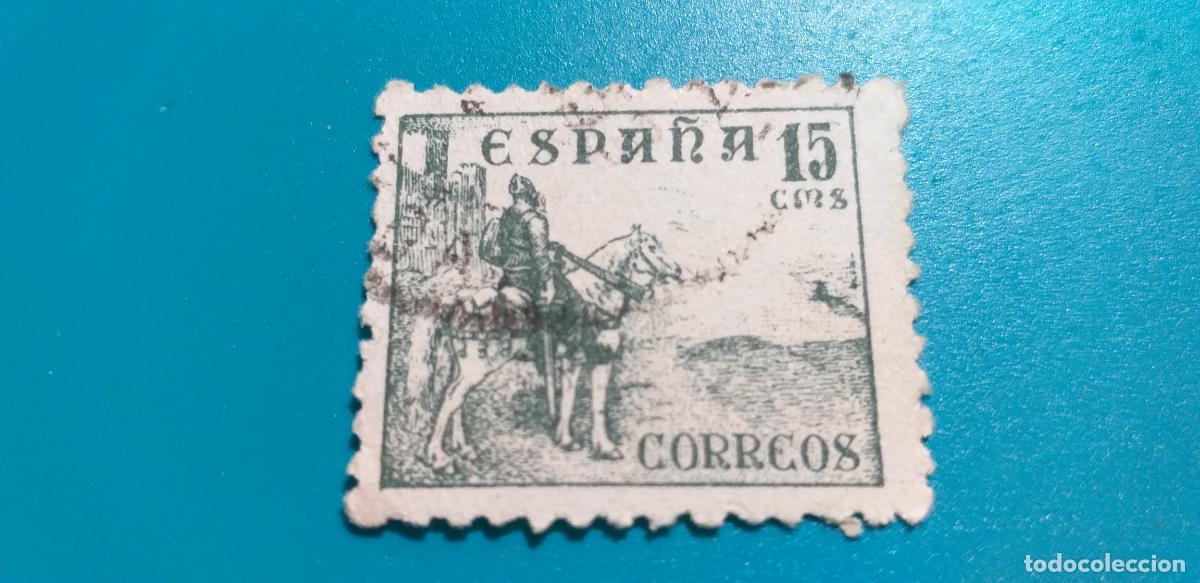 ESPAÑA 15
CMS
CORREOS
todocoleccion